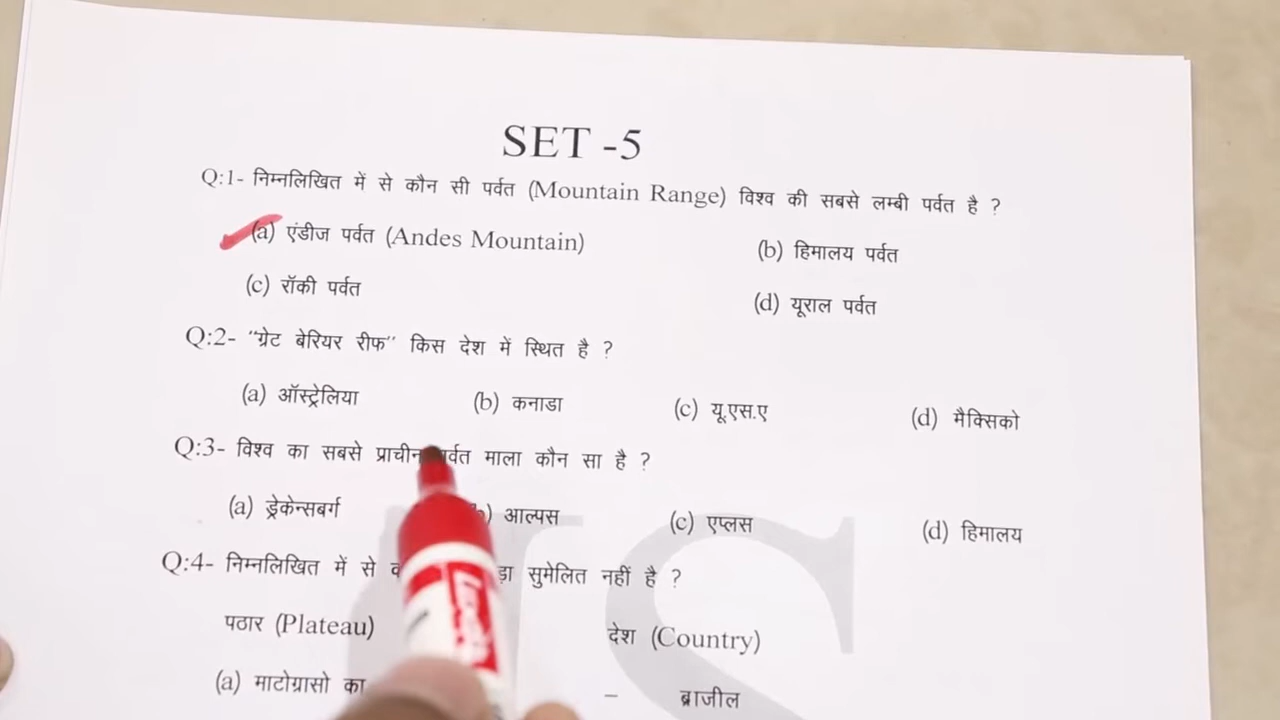 SET -5
Q:1- निम्नलिखित में से कौन सी पर्वत (Mountain Range) विश्व की सबसे लम्बी पर्वत है ?
(a) एंडीज पर्वत (Andes Mountain) (b) हिमालय पर्वत
(c) रॉकी पर्वत (d) यूराल पर्वत
Q:2- "ग्रेट बेरियर रीफ" किस देश में स्थित है ?
(a) ऑस्ट्रेलिया (b) कनाडा (c) यू.एस.ए (d) मैक्सिको
Q:3- विश्व का सबसे प्राचीन पर्वत माला कौन सा है ?
(a) ड्रेकेन्सबर्ग (b) आल्पस (c) एप्लस (d) हिमालय
Q:4- निम्नलिखित में से सुमेलित नहीं है ?
पठार (Plateau) देश (Country)
(a) माटोग्रासो का – ब्राजील